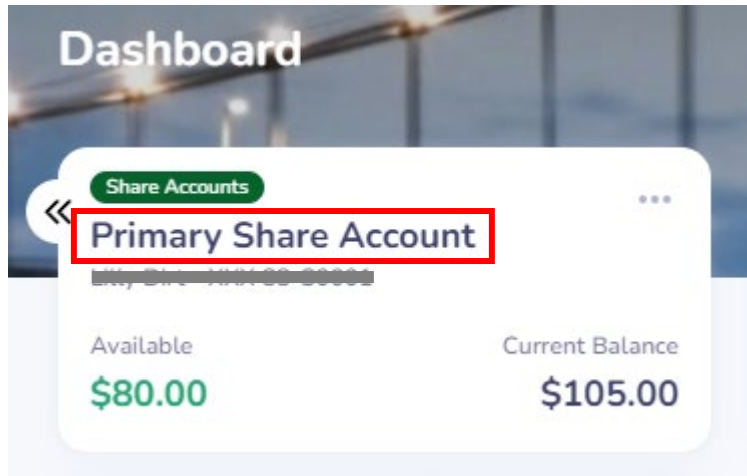 Dashboard
Share Accounts
Primary Share Account
Available
Current Balance
$80.00
$105.00